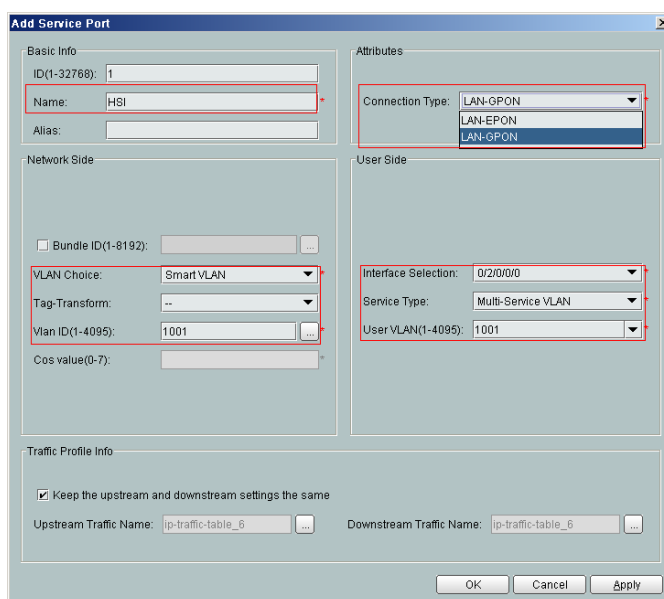 Add Service Port
Basic Info
ID(1-32768): 1
Name: HSI *
Alias:
Attributes
Connection Type: LAN-GPON *
LAN-EPON
LAN-GPON
Network Side
Bundle ID(1-8192): ...
VLAN Choice: Smart VLAN *
Tag-Transform: -- *
Vlan ID(1-4095): 1001 ... *
Cos value(0-7): *
User Side
Interface Selection: 0/2/0/0/0 *
Service Type: Multi-Service VLAN *
User VLAN(1-4095): 1001 *
Traffic Profile Info
Keep the upstream and downstream settings the same
Upstream Traffic Name: ip-traffic-table_6 ... Downstream Traffic Name: ip-traffic-table_6 ...
OK Cancel Apply